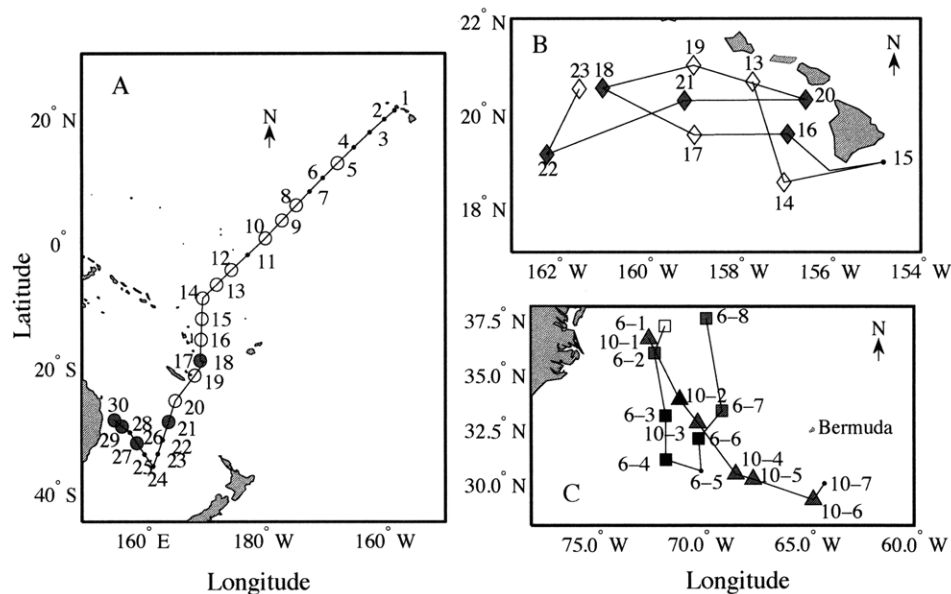 A
N
20° N
0°
20° S
40° S
160° E
180° W
160° W
Latitude
Longitude
1
2
3
4
5
6
7
8
9
10
11
12
13
14
15
16
17
18
19
20
21
22
23
24
25
26
27
28
29
30
B
N
22° N
20° N
18° N
162° W
160° W
158° W
156° W
154° W
23
18
19
13
21
20
17
16
15
22
14
C
N
37.5° N
35.0° N
32.5° N
30.0° N
75.0° W
70.0° W
65.0° W
60.0° W
Longitude
6–1
6–8
10–1
6–2
10–2
6–7
6–3
10–3
6–6
Bermuda
6–4
6–5
10–4
10–5
10–7
10–6